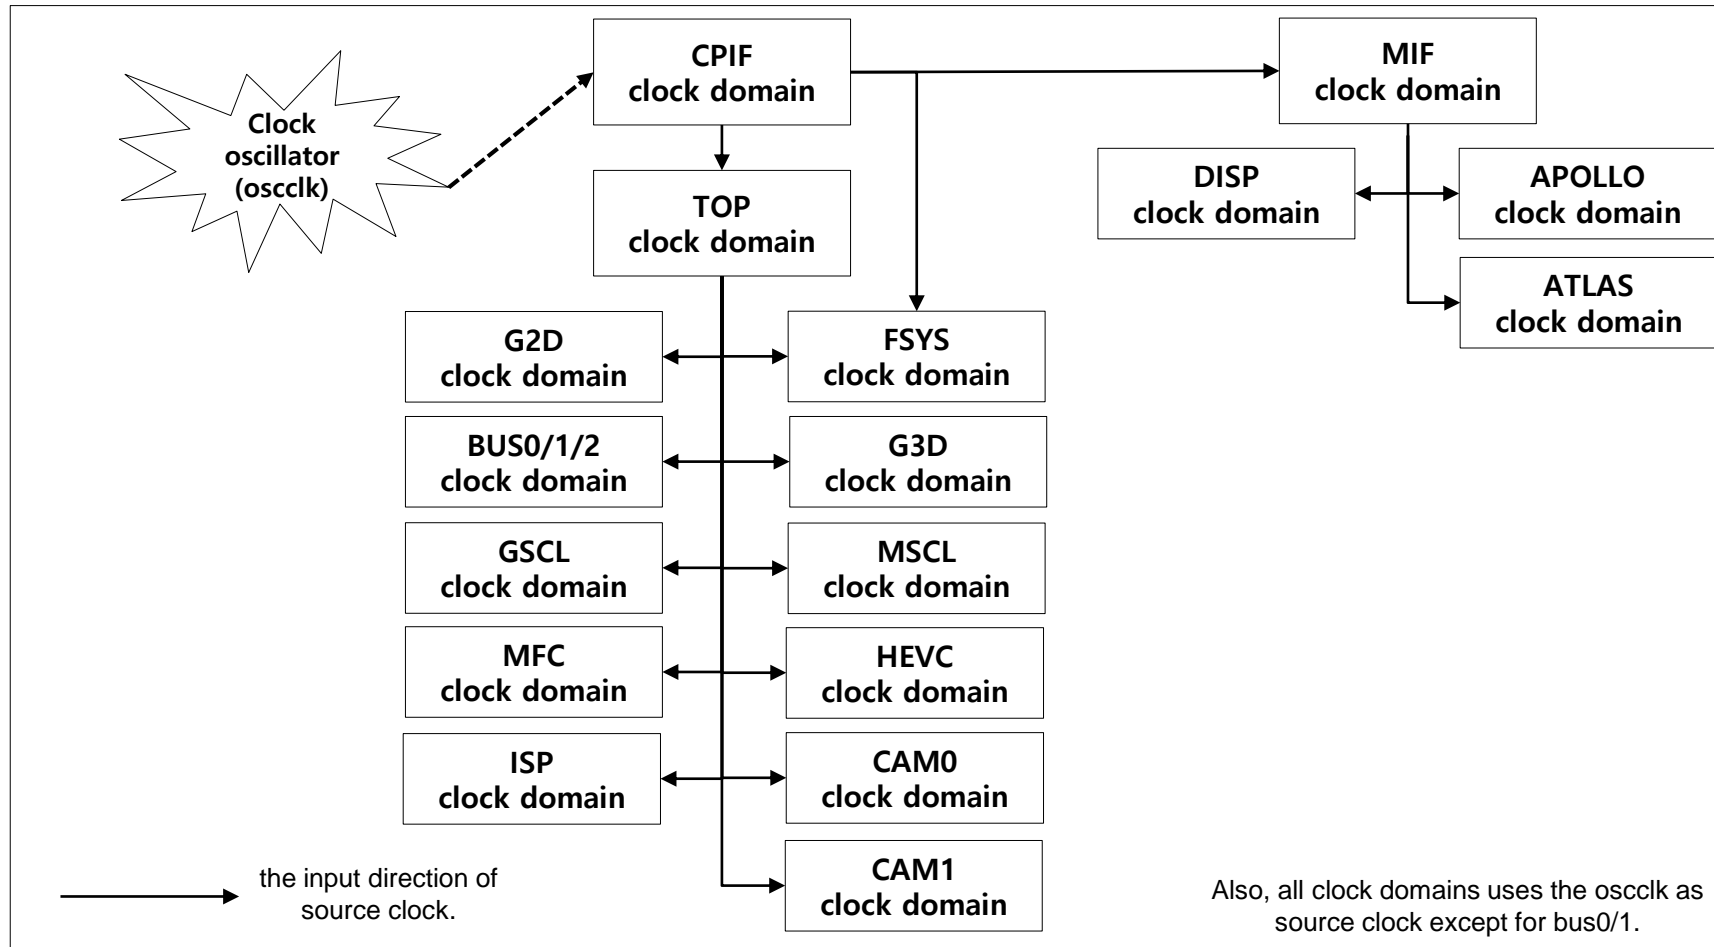 CPIF
clock domain
MIF
clock domain
Clock
oscillator
(oscclk)
TOP
clock domain
DISP
clock domain
APOLLO
clock domain
ATLAS
clock domain
G2D
clock domain
FSYS
clock domain
BUS0/1/2
clock domain
G3D
clock domain
GSCL
clock domain
MSCL
clock domain
MFC
clock domain
HEVC
clock domain
ISP
clock domain
CAM0
clock domain
CAM1
clock domain
the input direction of
source clock.
Also, all clock domains uses the oscclk as
source clock except for bus0/1.